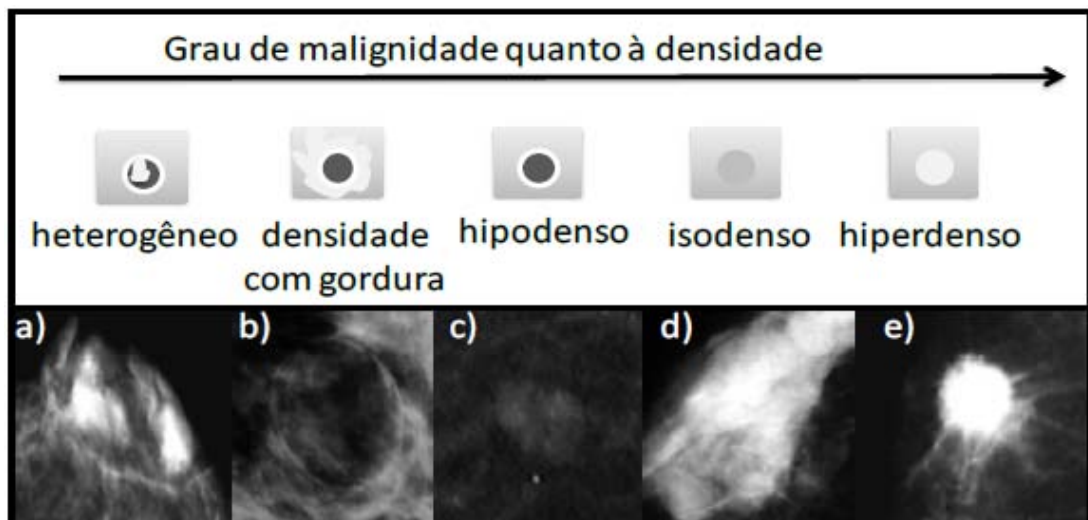 Grau de malignidade quanto à densidade
heterogêneo
densidade
com gordura
hipodenso
isodenso
hiperdenso
a)
b)
c)
d)
e)